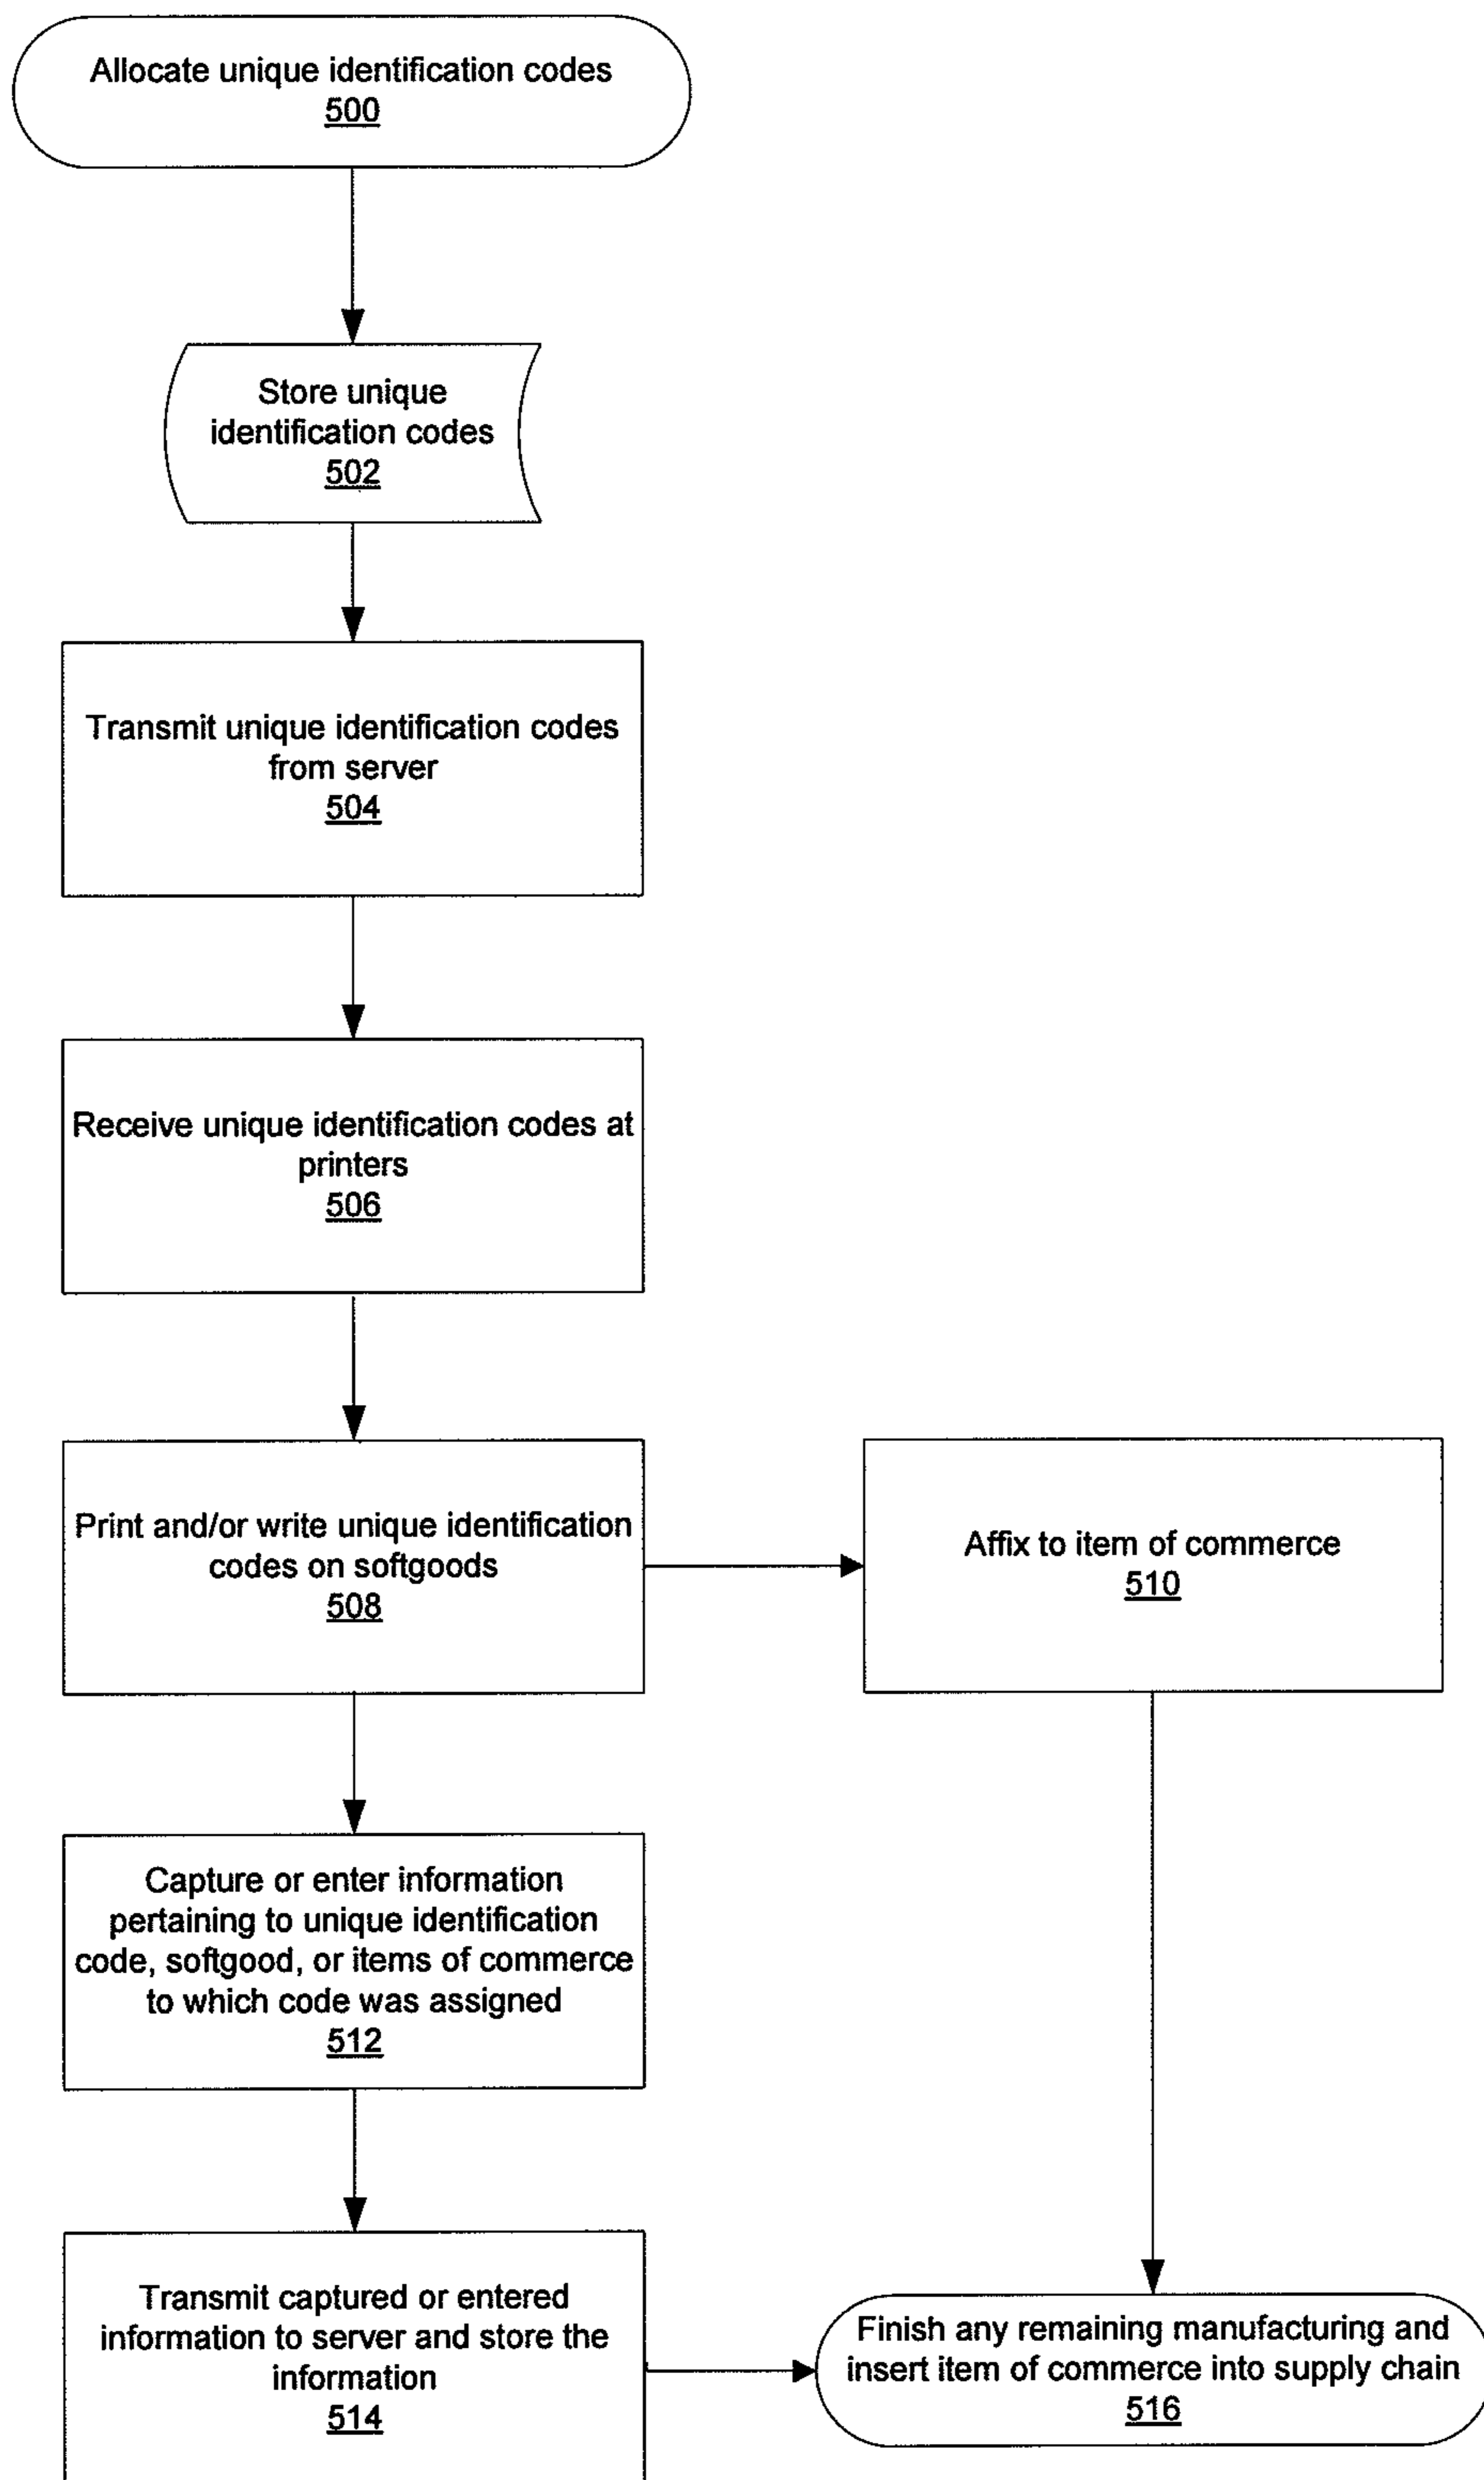 Allocate unique identification codes
500
Store unique
identification codes
502
Transmit unique identification codes
from server
504
Receive unique identification codes at
printers
506
Print and/or write unique identification
codes on softgoods
508
Affix to item of commerce
510
Capture or enter information
pertaining to unique identification
code, softgood, or items of commerce
to which code was assigned
512
Transmit captured or entered
information to server and store the
information
514
Finish any remaining manufacturing and
insert item of commerce into supply chain
516